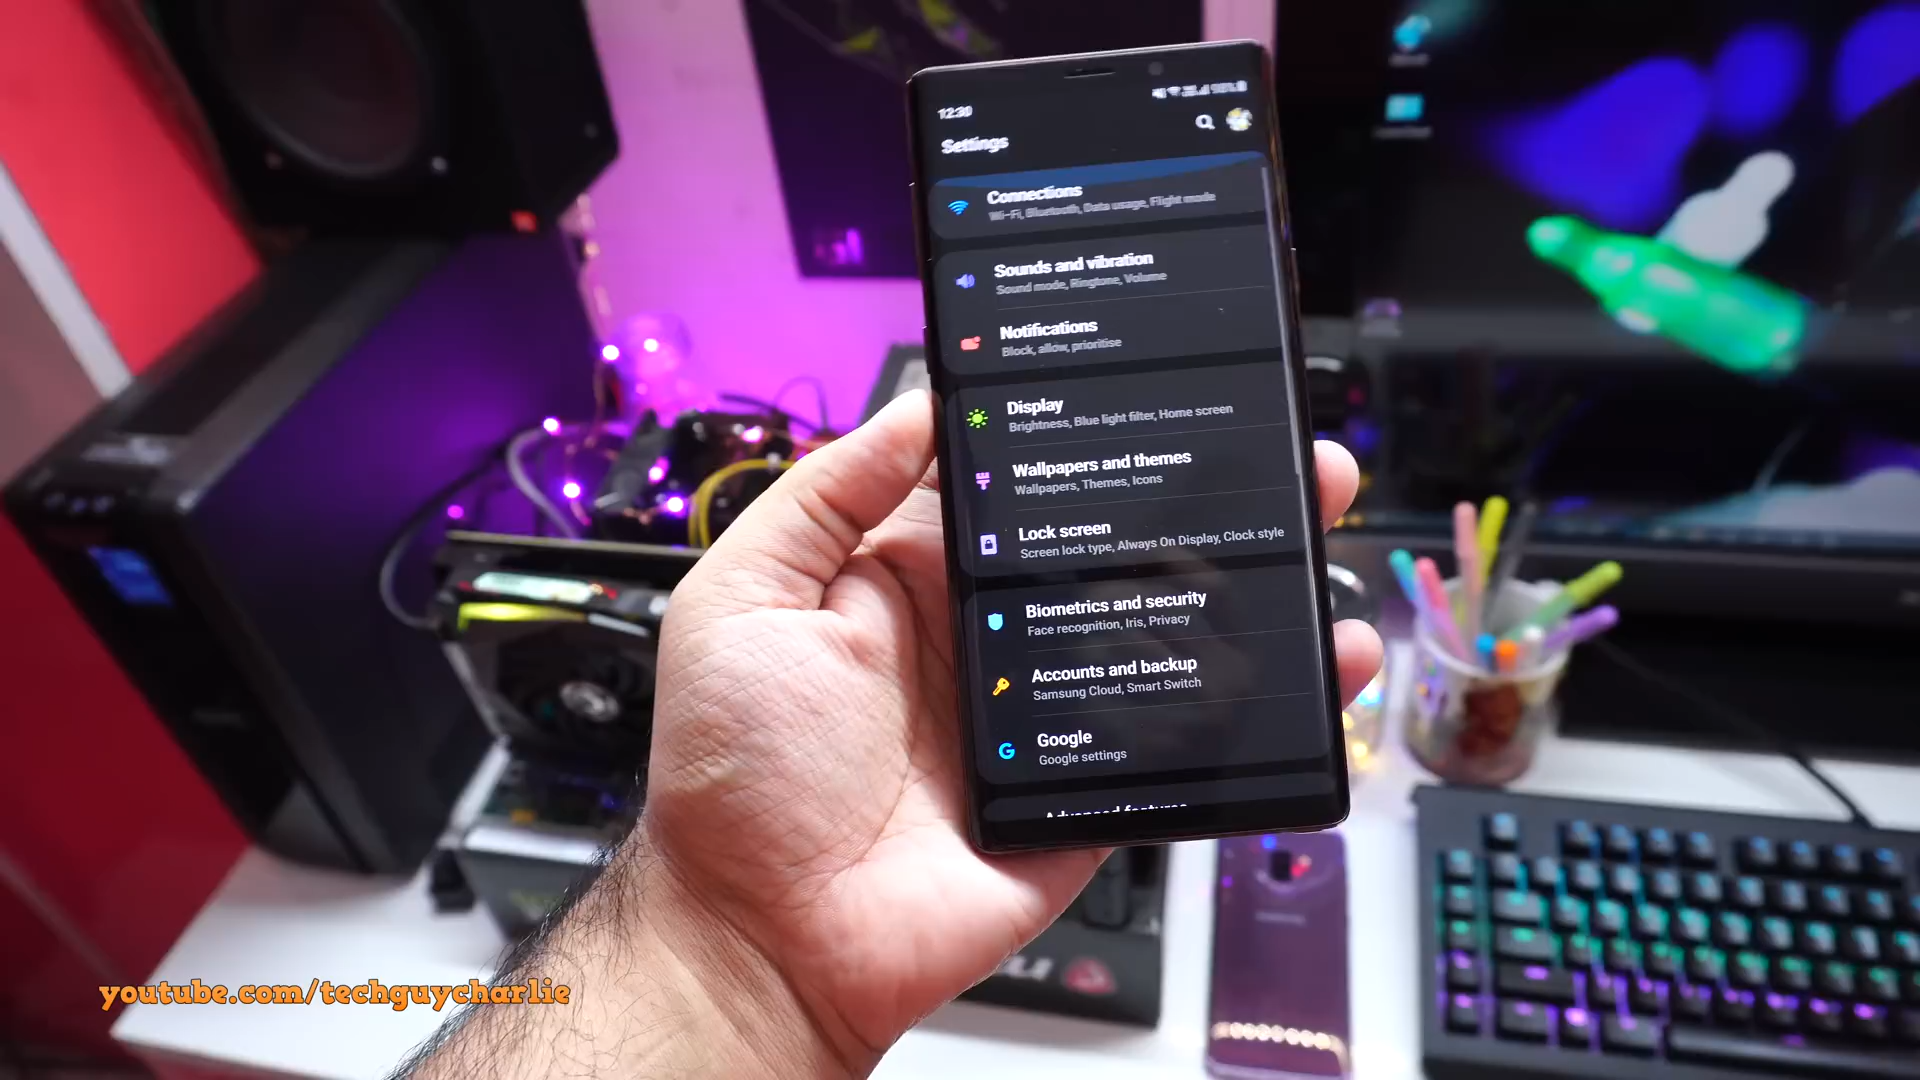 12:30
Settings
Connections
Wi-Fi, Bluetooth, Data usage, Flight mode
Sounds and vibration
Sound mode, Ringtone, Volume
Notifications
Block, allow, prioritise
Display
Brightness, Blue light filter, Home screen
Wallpapers and themes
Wallpapers, Themes, Icons
Lock screen
Screen lock type, Always On Display, Clock style
Biometrics and security
Face recognition, Iris, Privacy
Accounts and backup
Samsung Cloud, Smart Switch
Google
Google settings
Advanced features
youtube.com/techguycharlie